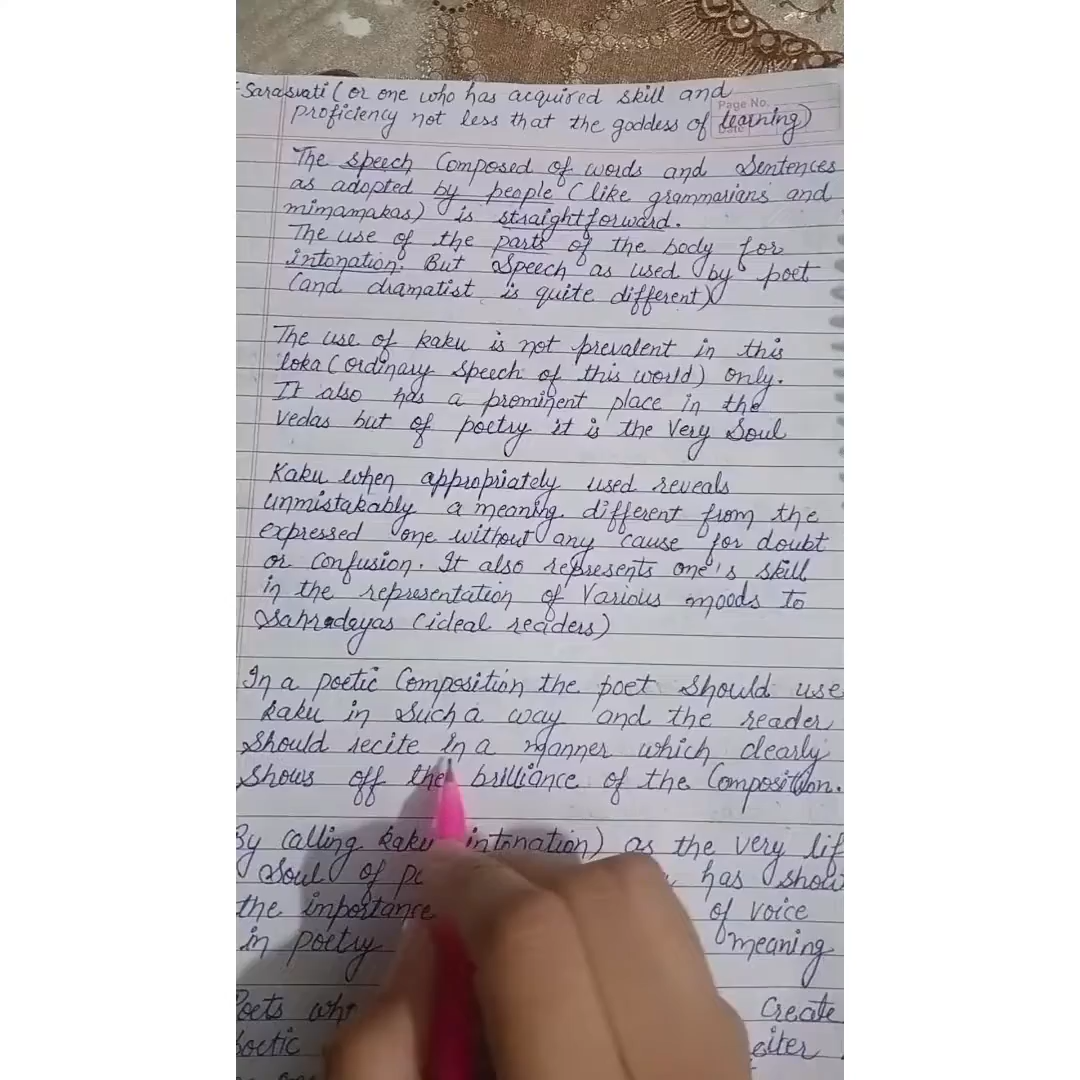 Sarasvati (or one who has acquired skill and
Page No.
proficiency not less that the goddess of learning)
The speech Composed of words and Sentences
as adopted by people (like grammarians and
mimamakas) is straightforward.
The use of the parts of the body for
intonation. But Speech as used by poet
(and dramatist is quite different)
The use of kaku is not prevalent in this
loka (ordinary speech of this world) only.
It also has a prominent place in the
Vedas but of poetry it is the Very Soul
Kaku when appropriately used reveals
unmistakably a meaning different from the
expressed one without any cause for doubt
or confusion. It also represents one's skill
in the representation of Various moods to
Sahradayas (ideal readers)
In a poetic Composition the poet should use
kaku in such a way and the reader
should recite in a manner which clearly
shows off the brilliance of the Composition.
By calling kaku intonation) as the very lif
Soul of has show
the importance of voice
in poetry meaning
Poets Create